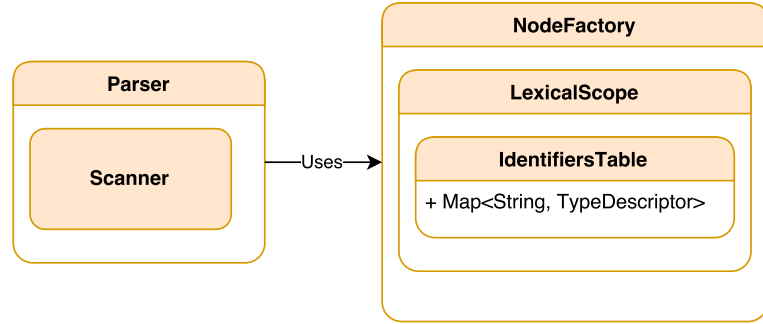 Parser
Scanner
Uses
NodeFactory
LexicalScope
IdentifiersTable
+ Map<String, TypeDescriptor>